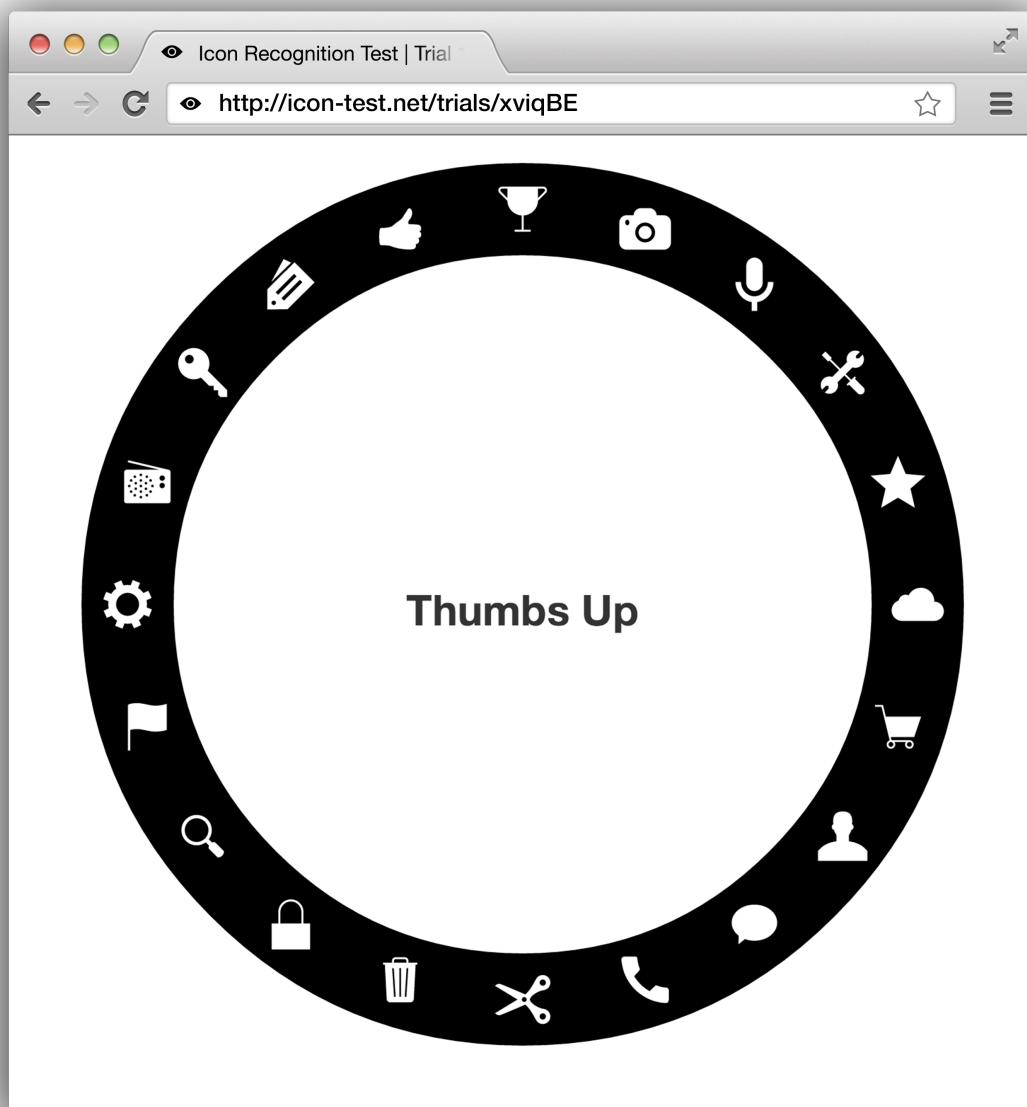 Icon Recognition Test | Trial
http://icon-test.net/trials/xviqBE
Thumbs Up